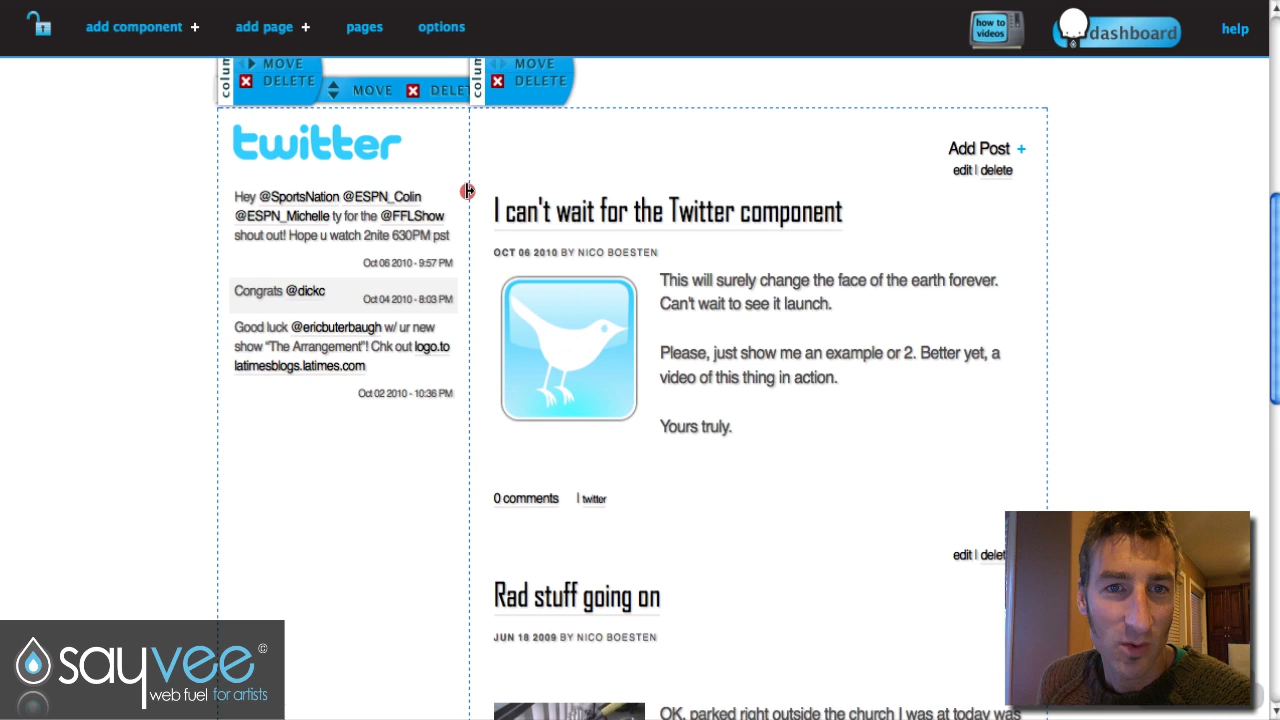 add component +
add page +
pages
options
how to
videos
dashboard
help
MOVE
DELETE
MOVE
MOVE
DELETE
twitter
Hey @SportsNation @ESPN_Colin
@ESPN_Michelle ty for the @FFLShow
shout out! Hope u watch 2nite 630PM pst
Oct 06 2010 - 9:57 PM
Congrats @dickc
Oct 04 2010 - 8:03 PM
Good luck @ericbuterbaugh w/ ur new
show “The Arrangement”! Chk out logo.to
latimesblogs.latimes.com
Oct 02 2010 - 10:36 PM
Add Post +
edit | delete
I can't wait for the Twitter component
OCT 06 2010 BY NICO BOESTEN
This will surely change the face of the earth forever.
Can't wait to see it launch.
Please, just show me an example or 2. Better yet, a
video of this thing in action.
Yours truly.
0 comments | twitter
edit |
Rad stuff going on
JUN 18 2009 BY NICO BOESTEN
OK, parked right outside the church I was at today was
sayvee ©
WEB FUEL for ARTISTS